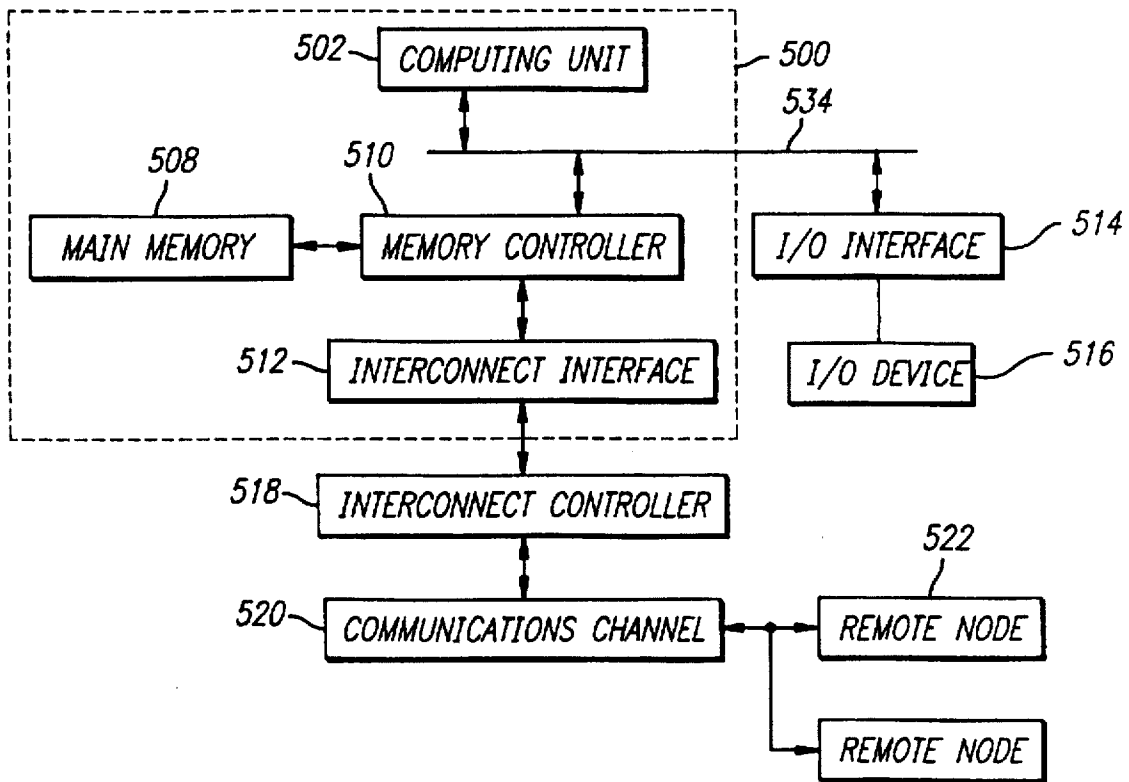 502
COMPUTING UNIT
500
534
508
510
MAIN MEMORY
MEMORY CONTROLLER
I/O INTERFACE
514
512
INTERCONNECT INTERFACE
I/O DEVICE
516
518
INTERCONNECT CONTROLLER
522
520
COMMUNICATIONS CHANNEL
REMOTE NODE
REMOTE NODE